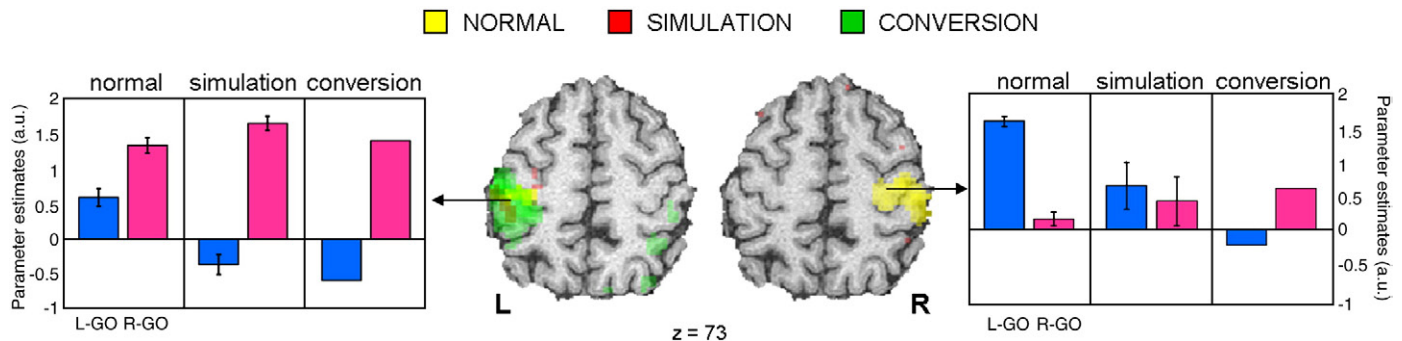 NORMAL SIMULATION CONVERSION
normal simulation conversion
Parameter estimates (a.u.)
2
1.5
1
0.5
0
-0.5
-1
L-GO R-GO
L
R
z = 73
normal simulation conversion
2
1.5
1
0.5
0
-0.5
-1
Parameter estimates (a.u.)
L-GO R-GO